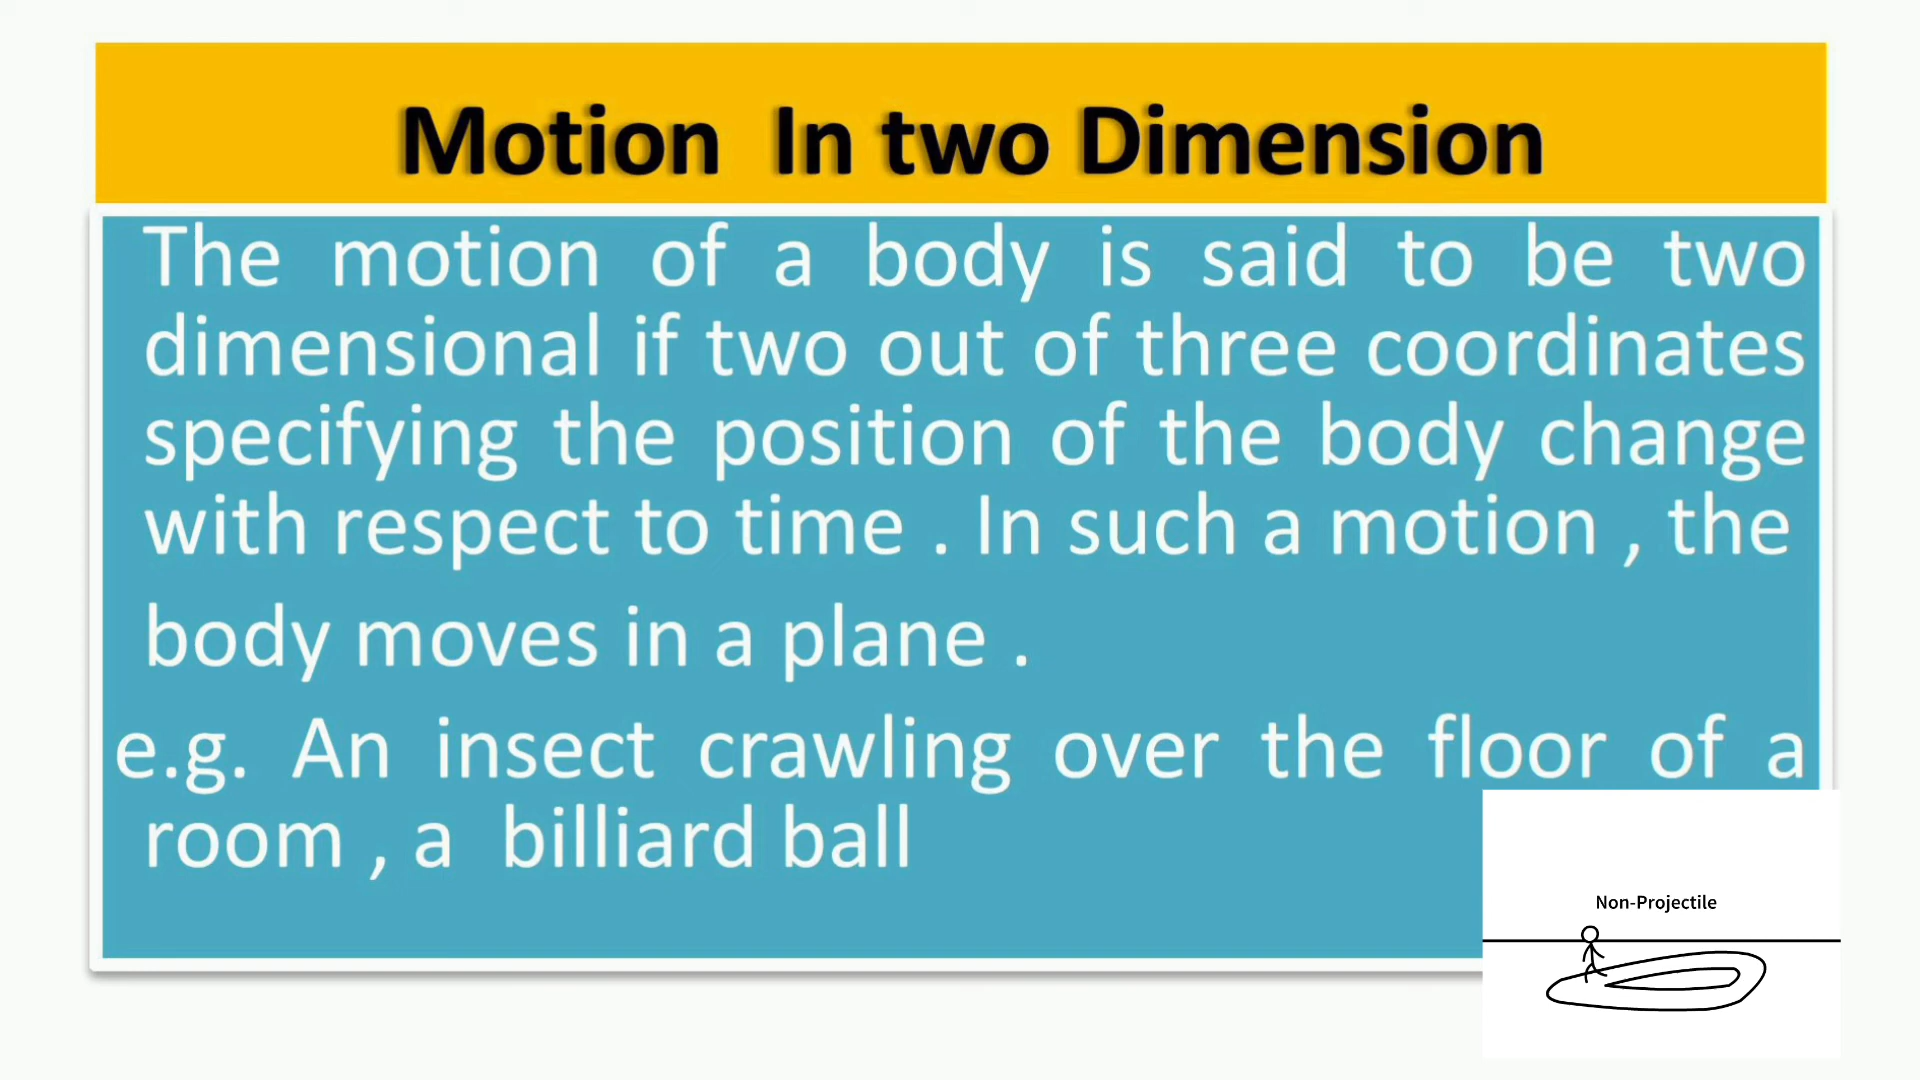 Motion In two Dimension
The motion of a body is said to be two
dimensional if two out of three coordinates
specifying the position of the body change
with respect to time . In such a motion , the
body moves in a plane .
e.g. An insect crawling over the floor of a
room , a billiard ball
Non-Projectile